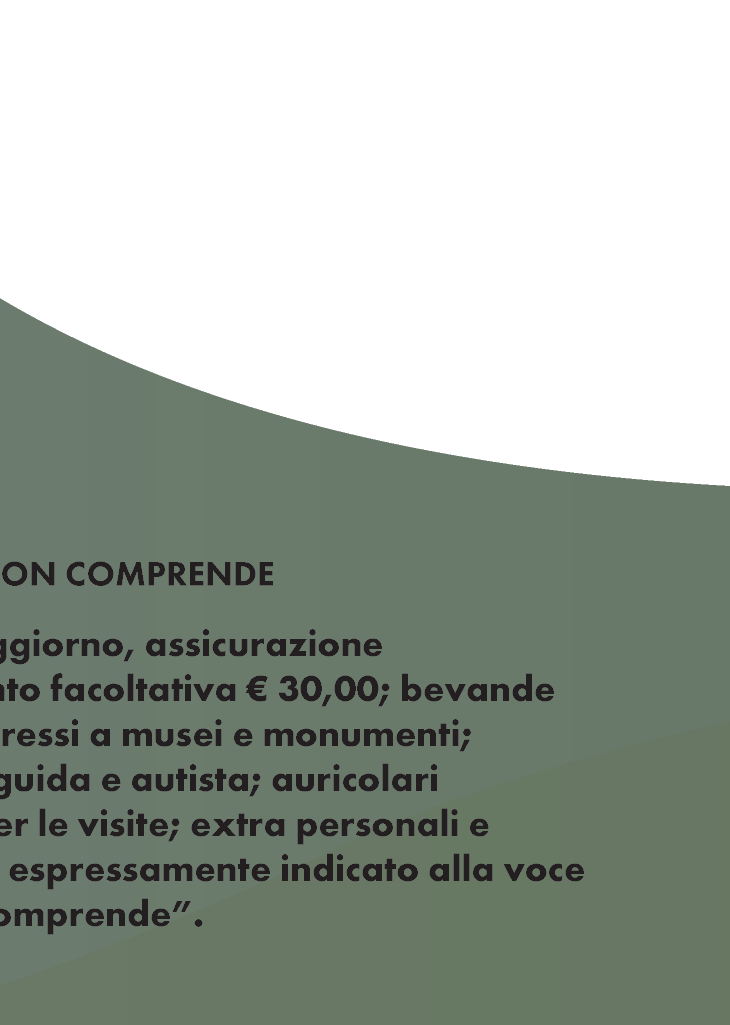 ON COMPRENDE
ggiorno, assicurazione
nto facoltativa € 30,00; bevande
ressi a musei e monumenti;
guida e autista; auricolari
er le visite; extra personali e
espressamente indicato alla voce
omprende”.